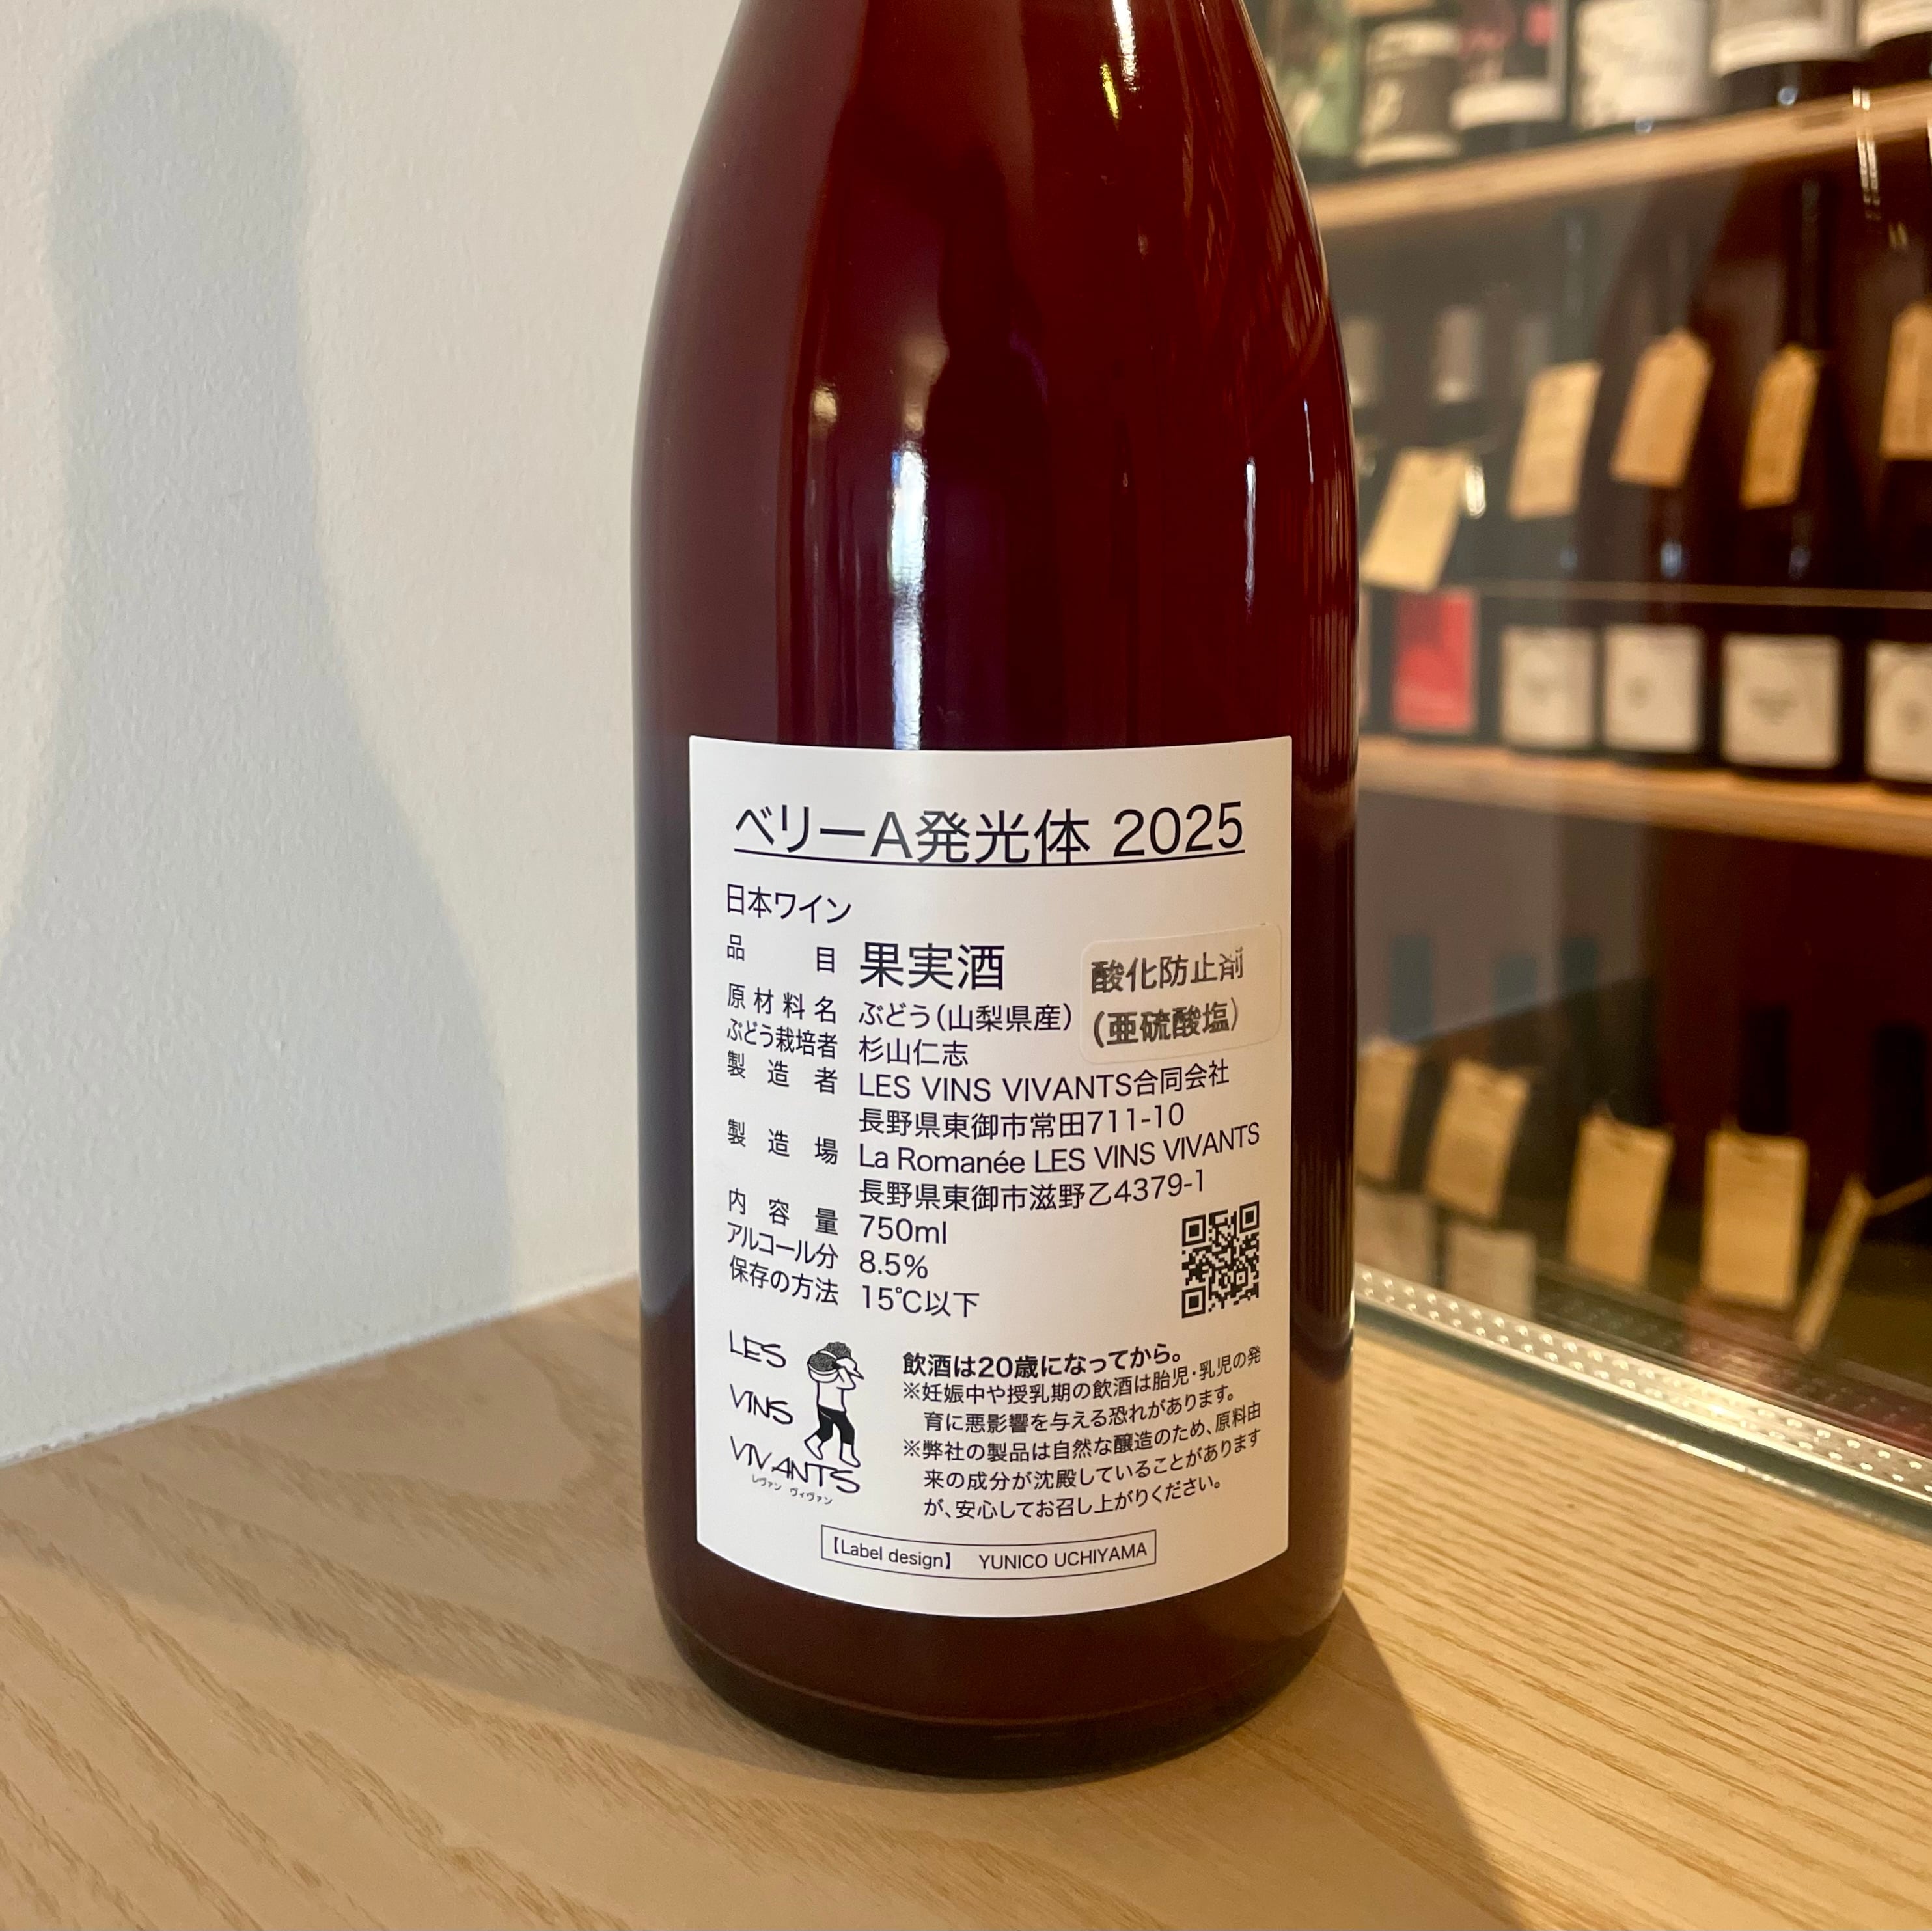 ベリーA発光体 2025
日本ワイン
品目 果実酒
酸化防止剤
(亜硫酸塩)
原材料名 ぶどう(山梨県産)
ぶどう栽培者 杉山仁志
製造者 LES VINS VIVANTS合同会社
長野県東御市常田711-10
製造場 La Romanée LES VINS VIVANTS
長野県東御市滋野乙4379-1
内容量 750ml
アルコール分 8.5%
保存の方法 15℃以下
LES
VINS
VIVANTS
レヴァン ヴィヴァン
飲酒は20歳になってから。
※妊娠中や授乳期の飲酒は胎児・乳児の発
育に悪影響を与える恐れがあります。
※弊社の製品は自然な醸造のため、原料由
来の成分が沈殿していることがあります
が、安心してお召し上がりください。
【Label design】 YUNICO UCHIYAMA